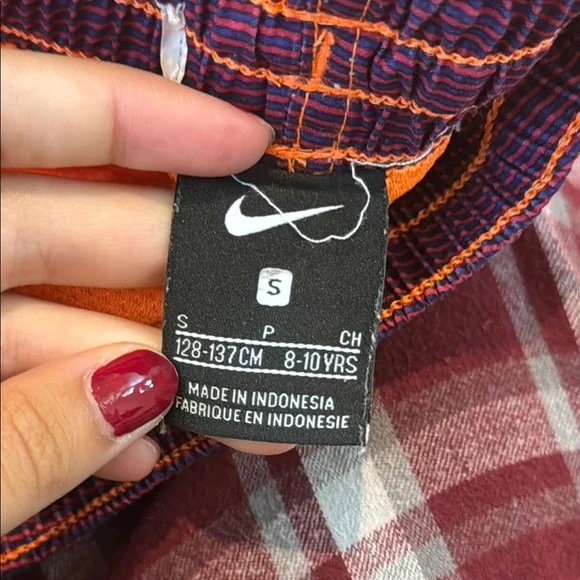 S
S P CH
128-137CM 8-10YRS
MADE IN INDONESIA
FABRIQUE EN INDONESIE